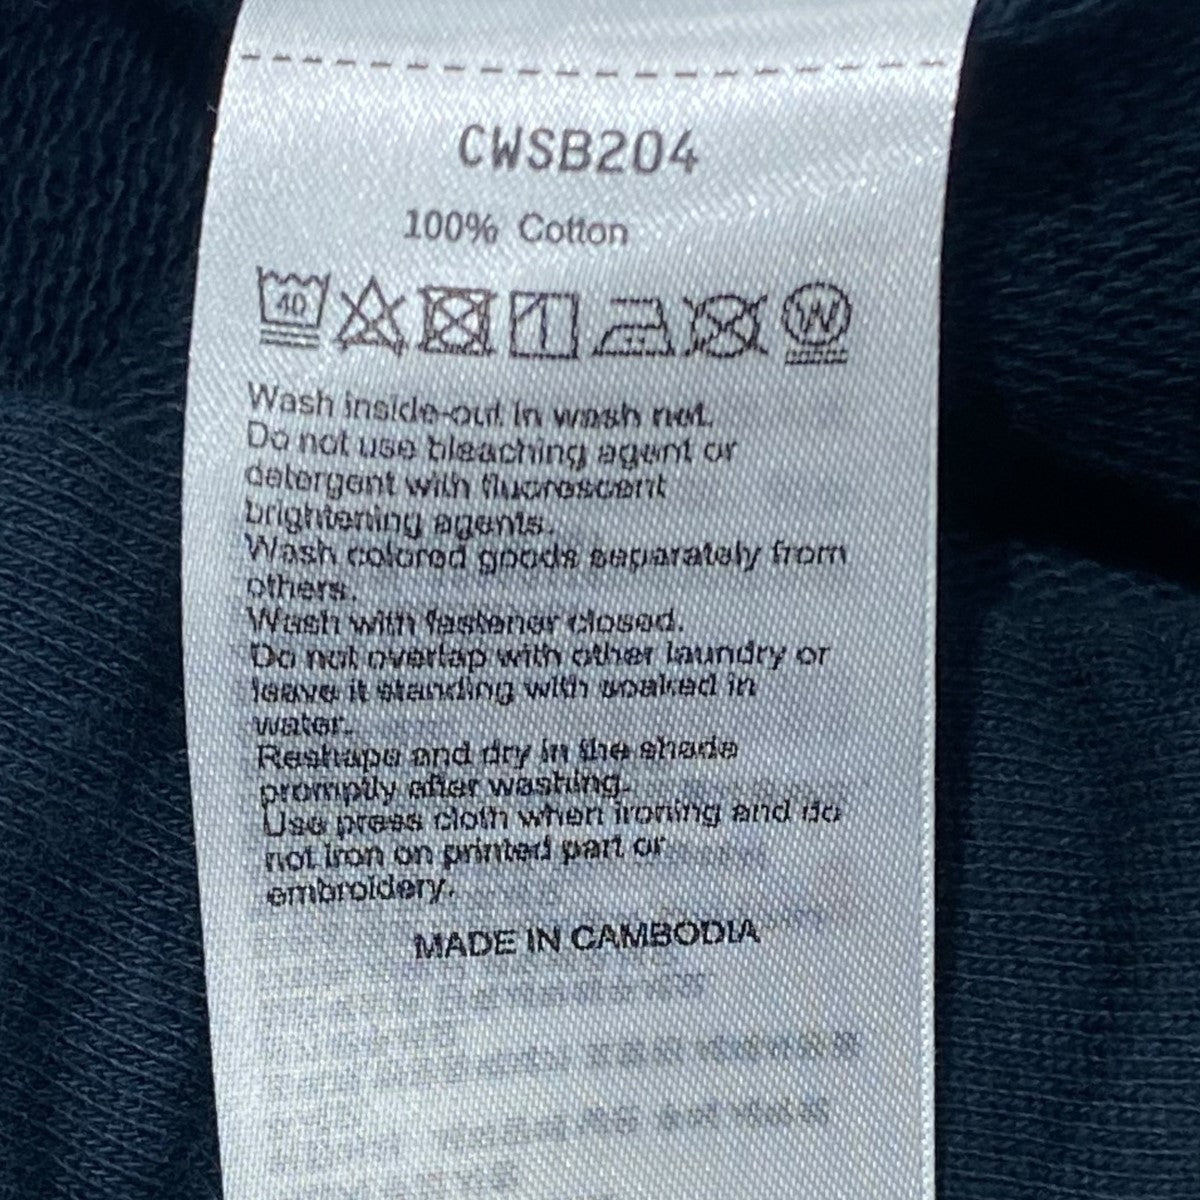 CWSB204
100% Cotton
40
W
Wash inside-out in wash net.
Do not use bleaching agent or
detergent with fluorescent
brightening agents.
Wash colored goods separately from
others.
Wash with fastener closed.
Do not overlap with other laundry or
leave it standing with soaked in
water.
Reshape and dry in the shade
promptly after washing.
Use press cloth when ironing and do
not iron on printed part or
embroidery.
MADE IN CAMBODIA